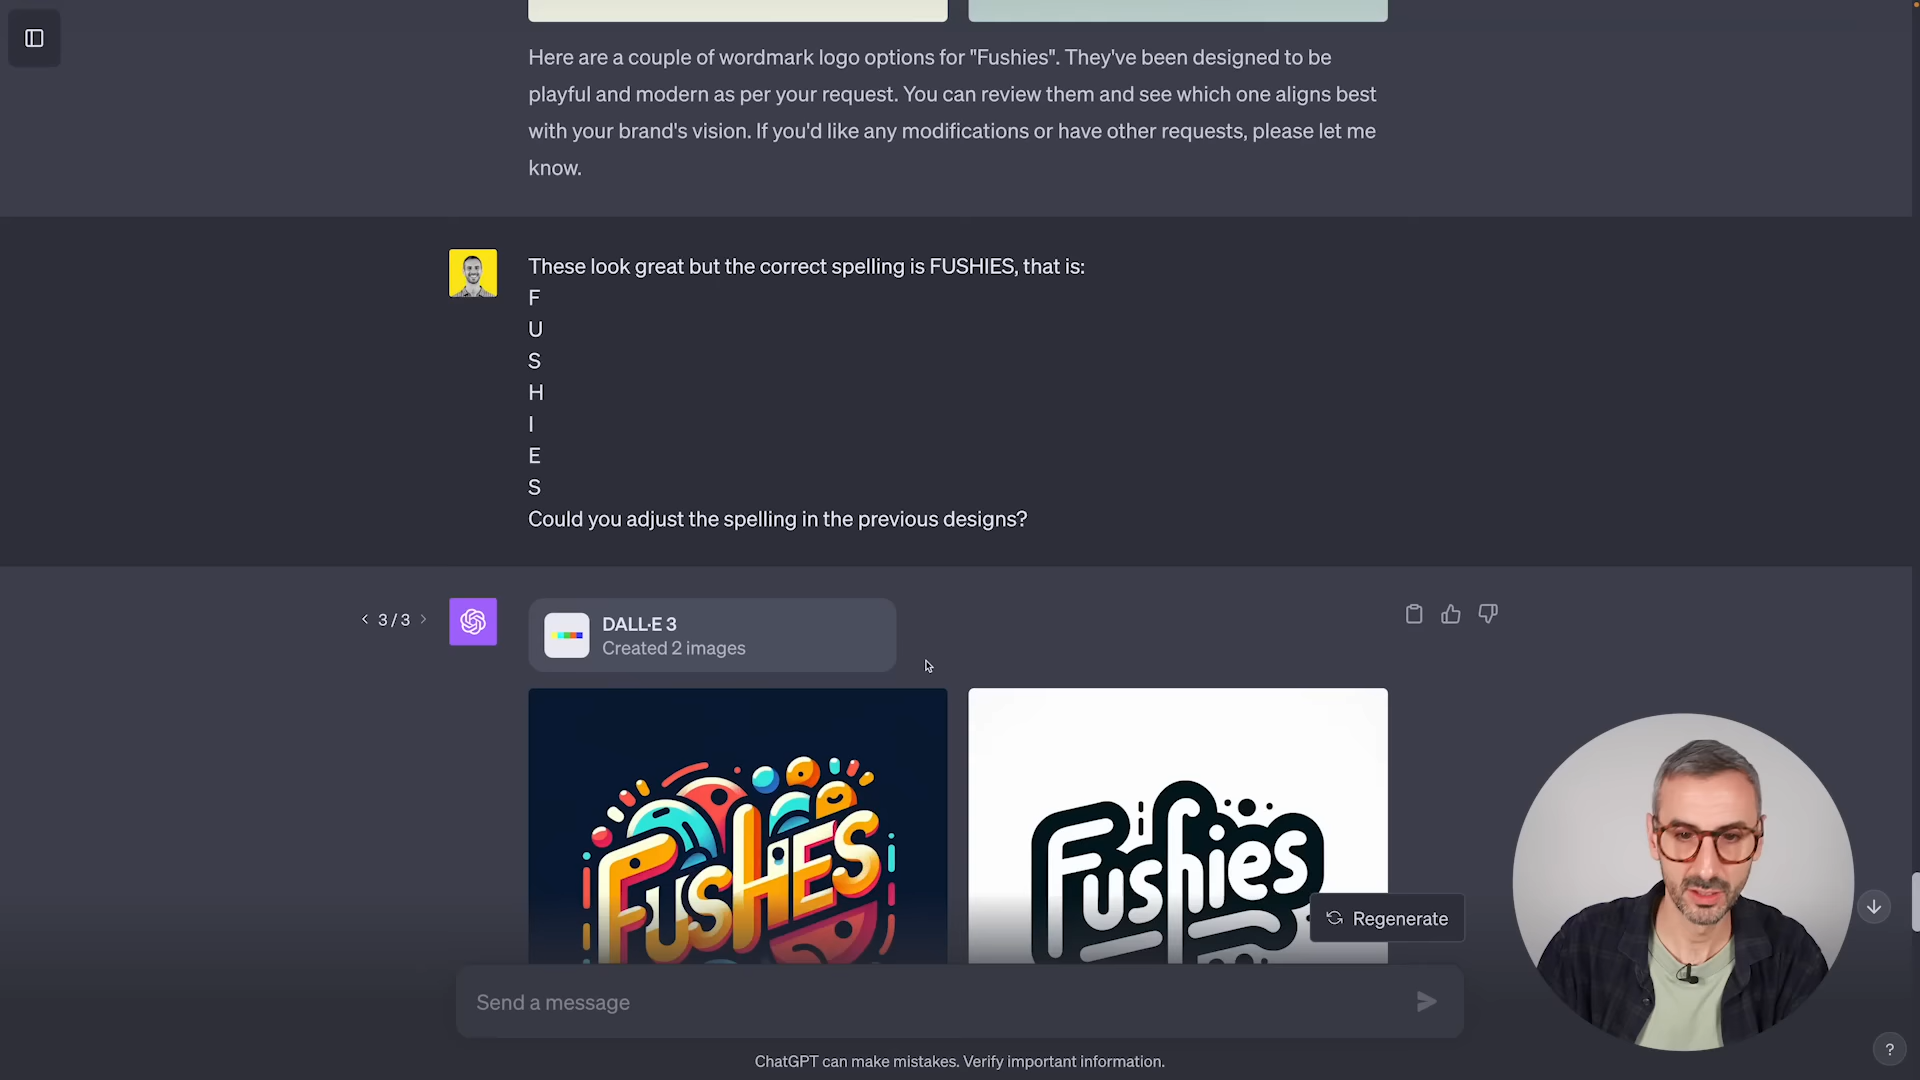 Here are a couple of wordmark logo options for "Fushies". They've been designed to be
playful and modern as per your request. You can review them and see which one aligns best
with your brand's vision. If you'd like any modifications or have other requests, please let me
know.
These look great but the correct spelling is FUSHIES, that is:
F
U
S
H
I
E
S
Could you adjust the spelling in the previous designs?
< 3 / 3 >
DALL·E 3
Created 2 images
FUSHIES
Fushies
Regenerate
Send a message
ChatGPT can make mistakes. Verify important information.
?